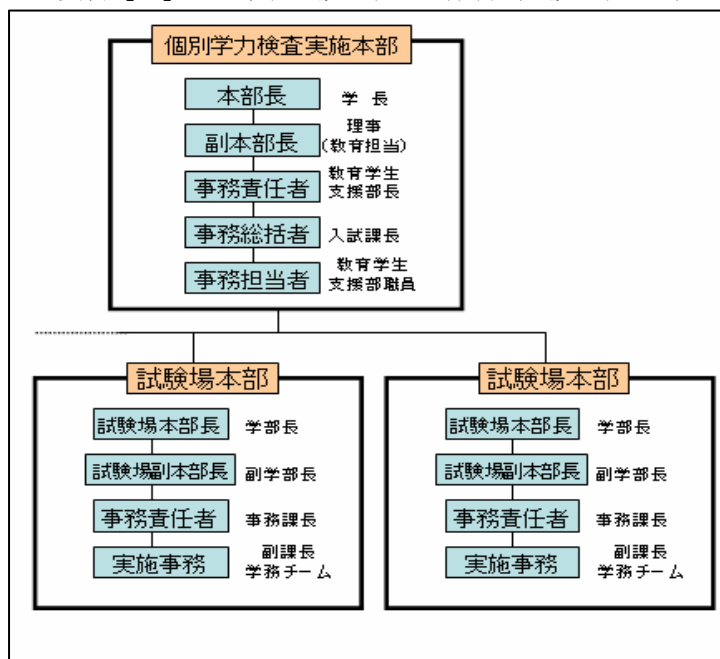 個別学力検査実施本部
本部長
学 長
副本部長
理事
(教育担当)
事務責任者
教育学生
支援部長
事務総括者
入試課長
事務担当者
教育学生
支援部職員
試験場本部
試験場本部長
学部長
試験場副本部長
副学部長
事務責任者
事務課長
実施事務
副課長
学務チーム
試験場本部
試験場本部長
学部長
試験場副本部長
副学部長
事務責任者
事務課長
実施事務
副課長
学務チーム